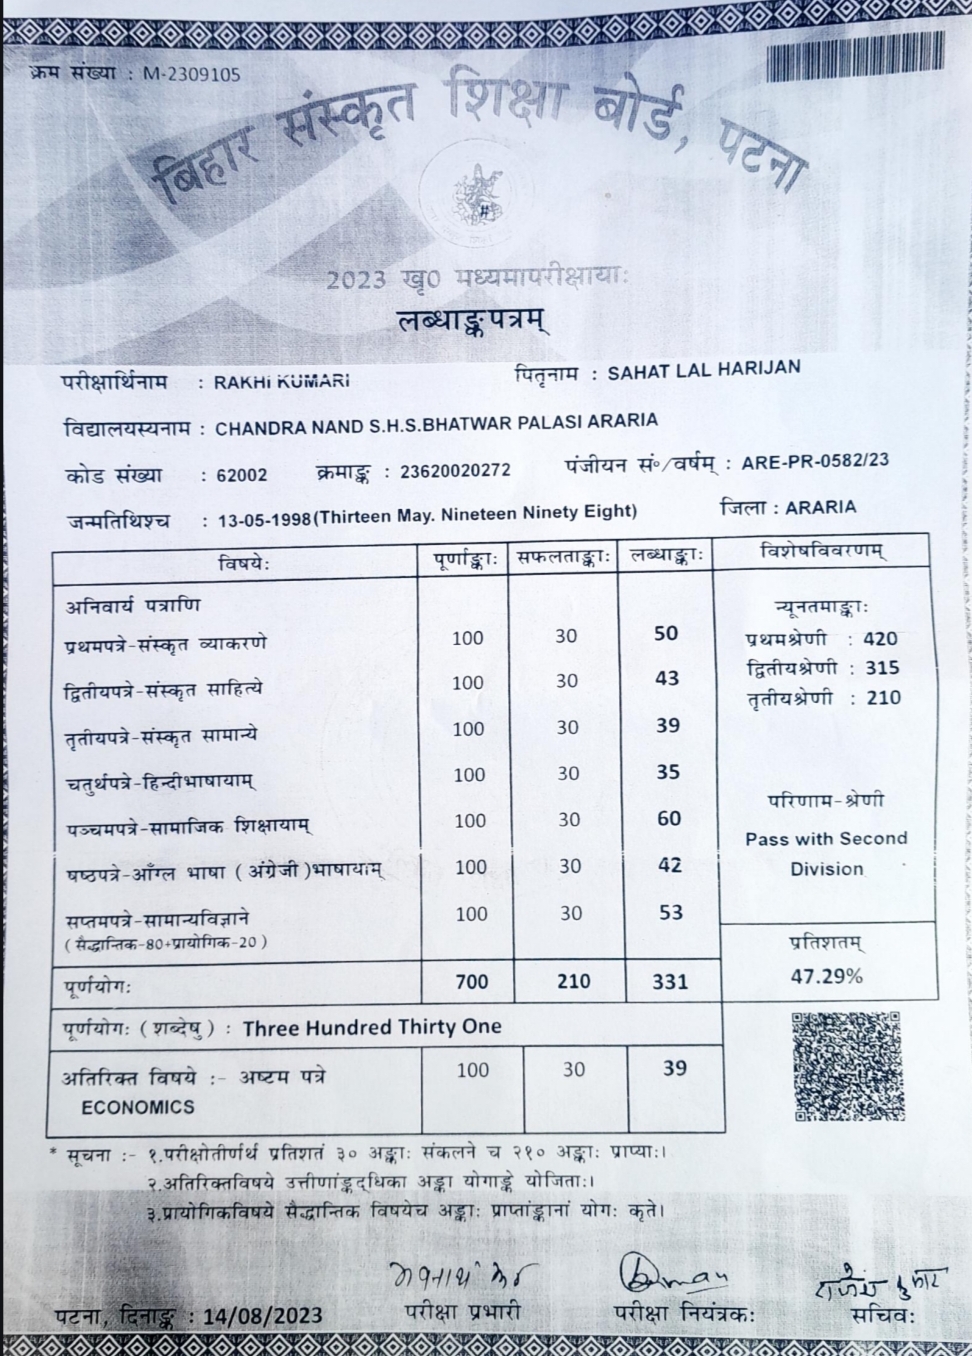 क्रम संख्या : M-2309105
बिहार संस्कृत शिक्षा बोर्ड, पटना
2023 खृ0 मध्यमापरीक्षायाः
लब्धाङ्कपत्रम्
परीक्षार्थिनाम : RAKHI KUMARI पितृनाम : SAHAT LAL HARIJAN
विद्यालयस्यनाम : CHANDRA NAND S.H.S.BHATWAR PALASI ARARIA
कोड संख्या : 62002 क्रमाङ्क : 23620020272 पंजीयन सं०/वर्षम् : ARE-PR-0582/23
जन्मतिथिश्च : 13-05-1998(Thirteen May. Nineteen Ninety Eight) जिला : ARARIA
विषये: पूर्णाङ्काः सफलताङ्काः लब्धाङ्काः विशेषविवरणम्
अनिवार्य पत्राणि न्यूनतमाङ्काः
प्रथमपत्रे-संस्कृत व्याकरणे 100 30 50 प्रथमश्रेणी : 420
द्वितीयपत्रे-संस्कृत साहित्ये 100 30 43 द्वितीयश्रेणी : 315
तृतीयश्रेणी : 210
तृतीयपत्रे-संस्कृत सामान्ये 100 30 39
चतुर्थपत्रे-हिन्दीभाषायाम् 100 30 35
परिणाम-श्रेणी
पञ्चमपत्रे-सामाजिक शिक्षायाम् 100 30 60 Pass with Second
षष्ठपत्रे-आँग्ल भाषा ( अंग्रेजी )भाषायाम् 100 30 42 Division
सप्तमपत्रे-सामान्यविज्ञाने 100 30 53
( सैद्धान्तिक-80+प्रायोगिक-20 ) प्रतिशतम्
पूर्णयोग: 700 210 331 47.29%
पूर्णयोग: ( शब्देषु ) : Three Hundred Thirty One
अतिरिक्त विषये :- अष्टम पत्रे 100 30 39
ECONOMICS
* सूचना :- १.परीक्षोतीर्णर्थ प्रतिशतं ३० अङ्काः संकलने च २१० अङ्काः प्राप्याः।
२.अतिरिक्तविषये उत्तीणांङ्कद्धिका अङ्का योगाङ्के योजिताः।
३.प्रायोगिकविषये सैद्धान्तिक विषयेच अङ्काः प्राप्तांङ्कानां योगः कृते।
पटना, दिनाङ्क : 14/08/2023 परीक्षा प्रभारी परीक्षा नियंत्रकः सचिवः